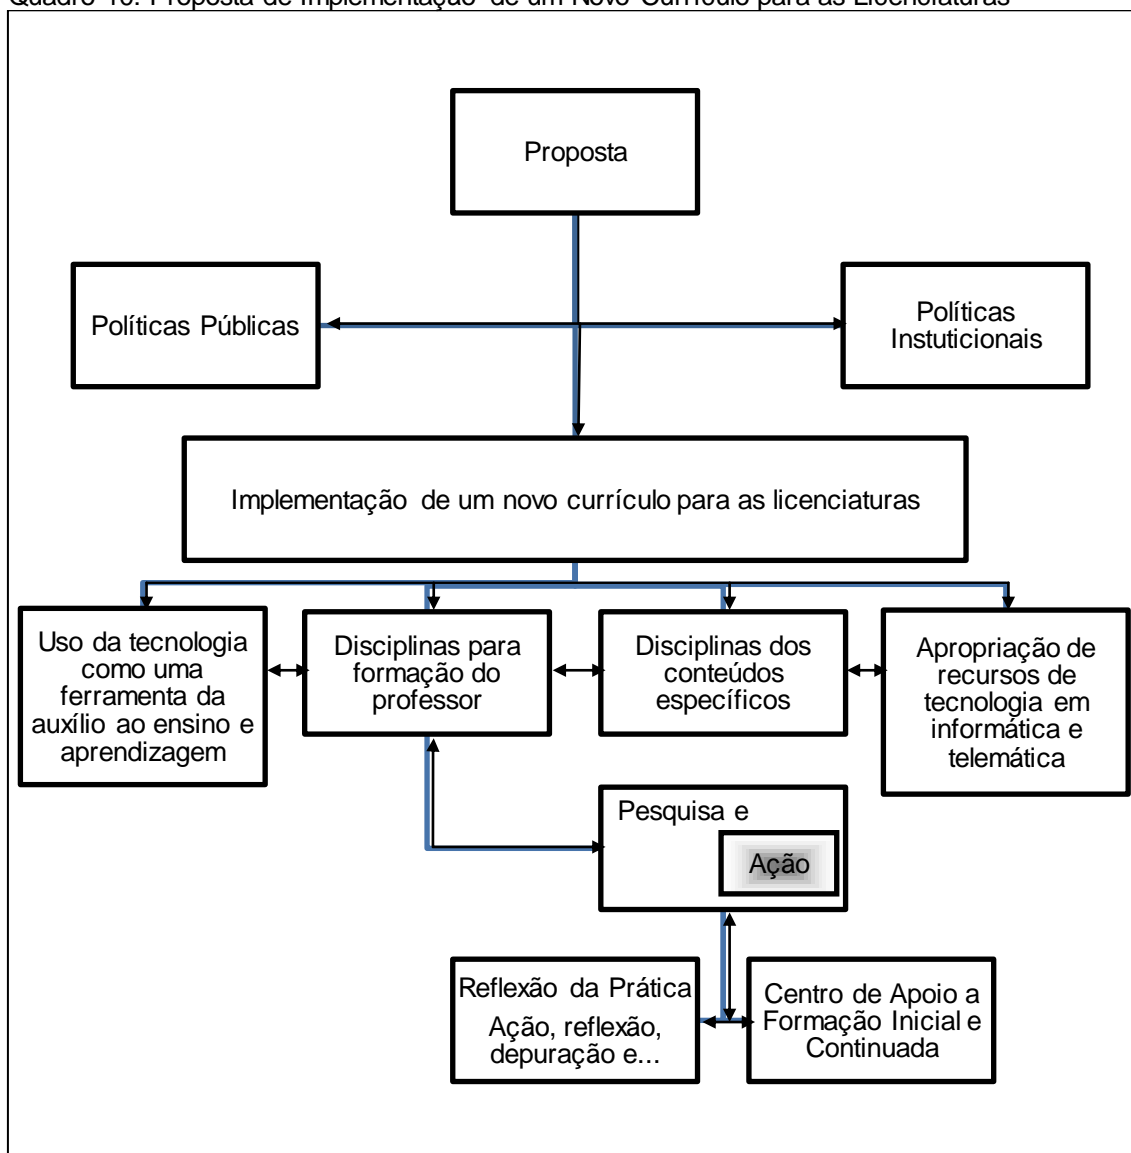 Proposta de Implementação de um Novo Currículo para as Licenciaturas
Proposta
Políticas Públicas
Políticas
Instuticionais
Implementação de um novo currículo para as licenciaturas
Uso da tecnologia
como uma
ferramenta da
auxílio ao ensino e
aprendizagem
Disciplinas para
formação do
professor
Disciplinas dos
conteúdos
específicos
Apropriação de
recursos de
tecnologia em
informática e
telemática
Pesquisa e
Ação
Reflexão da Prática
Ação, reflexão,
depuração e...
Centro de Apoio a
Formação Inicial e
Continuada